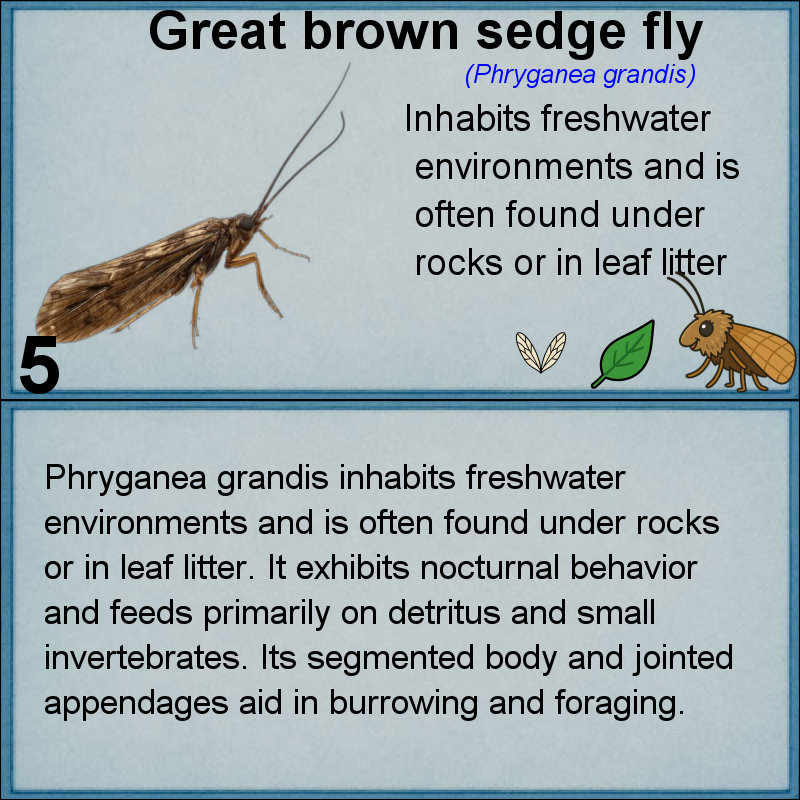 Great brown sedge fly
(Phryganea grandis)
Inhabits freshwater
environments and is
often found under
rocks or in leaf litter
5
Phryganea grandis inhabits freshwater
environments and is often found under rocks
or in leaf litter. It exhibits nocturnal behavior
and feeds primarily on detritus and small
invertebrates. Its segmented body and jointed
appendages aid in burrowing and foraging.